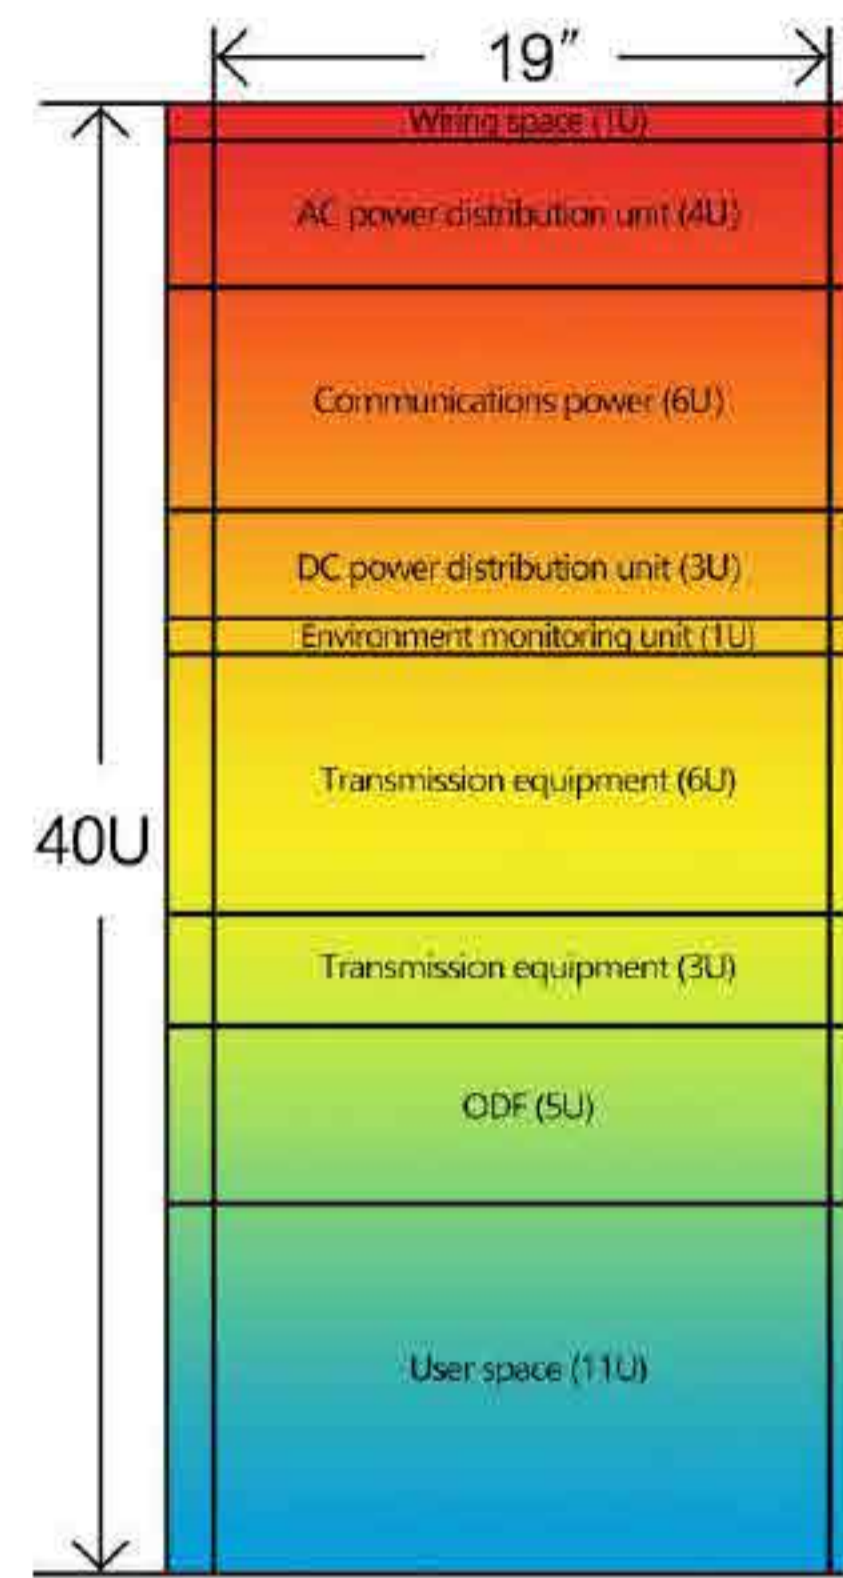 19″
Wiring space (1U)
AC power distribution unit (4U)
Communications power (6U)
DC power distribution unit (3U)
Environment monitoring unit (1U)
Transmission equipment (6U)
40U
Transmission equipment (3U)
ODF (5U)
User space (11U)